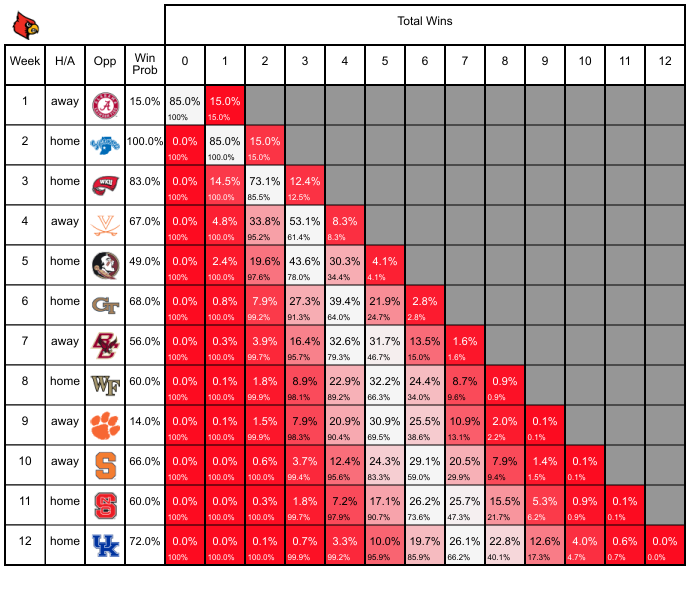 Total Wins
Week H/A Opp Win Prob 0 1 2 3 4 5 6 7 8 9 10 11 12
1 away 15.0% 85.0% 15.0%
100% 15.0%
2 home 100.0% 0.0% 85.0% 15.0%
100% 100.0% 15.0%
3 home 83.0% 0.0% 14.5% 73.1% 12.4%
100% 100.0% 85.5% 12.5%
4 away 67.0% 0.0% 4.8% 33.8% 53.1% 8.3%
100% 100.0% 95.2% 61.4% 8.3%
5 home 49.0% 0.0% 2.4% 19.6% 43.6% 30.3% 4.1%
100% 100.0% 97.6% 78.0% 34.4% 4.1%
6 home GT 68.0% 0.0% 0.8% 7.9% 27.3% 39.4% 21.9% 2.8%
100% 100.0% 99.2% 91.3% 64.0% 24.7% 2.8%
7 away BC 56.0% 0.0% 0.3% 3.9% 16.4% 32.6% 31.7% 13.5% 1.6%
100% 100.0% 99.7% 95.7% 79.3% 46.7% 15.0% 1.6%
8 home WF 60.0% 0.0% 0.1% 1.8% 8.9% 22.9% 32.2% 24.4% 8.7% 0.9%
100% 100.0% 99.9% 98.1% 89.2% 66.3% 34.0% 9.6% 0.9%
9 away 14.0% 0.0% 0.1% 1.5% 7.9% 20.9% 30.9% 25.5% 10.9% 2.0% 0.1%
100% 100.0% 99.9% 98.3% 90.4% 69.5% 38.6% 13.1% 2.2% 0.1%
10 away S 66.0% 0.0% 0.0% 0.6% 3.7% 12.4% 24.3% 29.1% 20.5% 7.9% 1.4% 0.1%
100% 100.0% 100.0% 99.4% 95.6% 83.3% 59.0% 29.9% 9.4% 1.5% 0.1%
11 home NCS 60.0% 0.0% 0.0% 0.3% 1.8% 7.2% 17.1% 26.2% 25.7% 15.5% 5.3% 0.9% 0.1%
100% 100.0% 100.0% 99.7% 97.9% 90.7% 73.6% 47.3% 21.7% 6.2% 0.9% 0.1%
12 home UK 72.0% 0.0% 0.0% 0.1% 0.7% 3.3% 10.0% 19.7% 26.1% 22.8% 12.6% 4.0% 0.6% 0.0%
100% 100.0% 100.0% 99.9% 99.2% 95.9% 85.9% 66.2% 40.1% 17.3% 4.7% 0.7% 0.0%